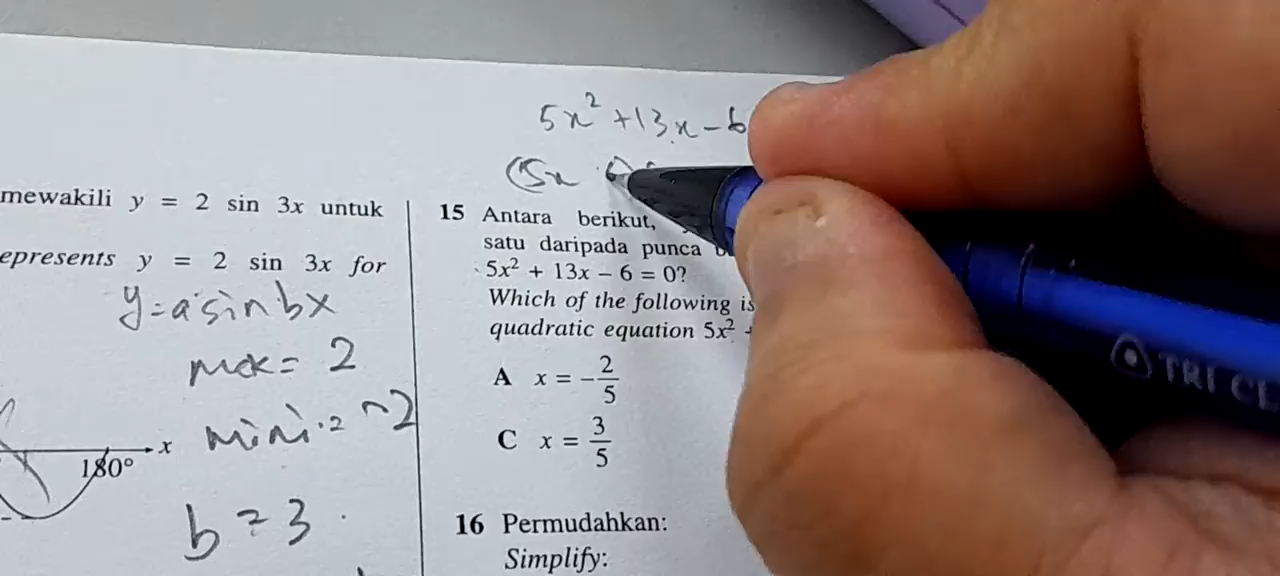 5x² + 13x - 6
(5x
mewakili y = 2 sin 3x untuk
epresents y = 2 sin 3x for
y = a sin bx
max = 2
mini = -2
x
180°
b = 3
15 Antara berikut,
satu daripada punca
5x² + 13x – 6 = 0?
Which of the following is
quadratic equation 5x²
A x = -2/5
C x = 3/5
16 Permudahkan:
Simplify:
TRI